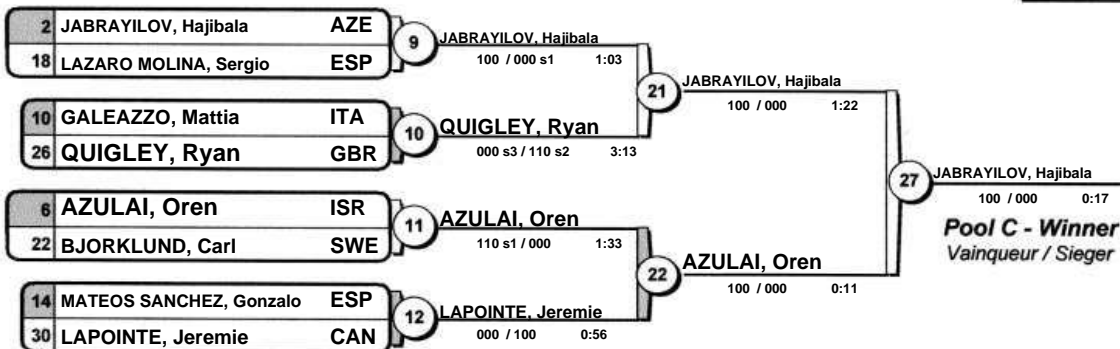 2 JABRAYILOV, Hajibala AZE
18 LAZARO MOLINA, Sergio ESP
9
JABRAYILOV, Hajibala
100 / 000 s1 1:03
10 GALEAZZO, Mattia ITA
26 QUIGLEY, Ryan GBR
10
QUIGLEY, Ryan
000 s3 / 110 s2 3:13
21
JABRAYILOV, Hajibala
100 / 000 1:22
6 AZULAI, Oren ISR
22 BJORKLUND, Carl SWE
11
AZULAI, Oren
110 s1 / 000 1:33
14 MATEOS SANCHEZ, Gonzalo ESP
30 LAPOINTE, Jeremie CAN
12
LAPOINTE, Jeremie
000 / 100 0:56
22
AZULAI, Oren
100 / 000 0:11
27
JABRAYILOV, Hajibala
100 / 000 0:17
Pool C - Winner
Vainqueur / Sieger